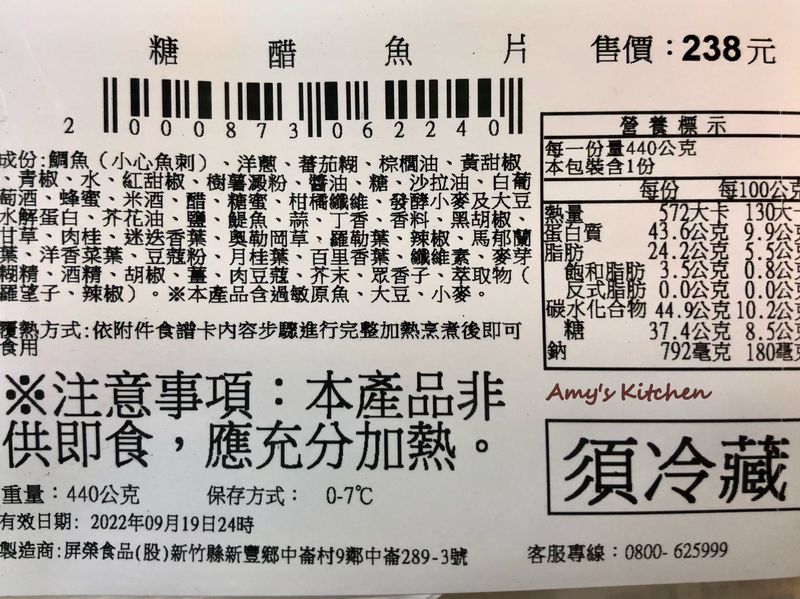 糖醋魚片
售價：238元
2000873062240
成份:鯛魚（小心魚刺）、洋蔥、蕃茄糊、棕櫚油、黃甜椒
、青椒、水、紅甜椒、樹薯澱粉、醬油、糖、沙拉油、白葡
萄酒、蜂蜜、米酒、醋、糖蜜、柑橘纖維、發酵小麥及大豆
水解蛋白、芥花油、鹽、鯷魚、蒜、丁香、香料、黑胡椒、
甘草、肉桂、迷迭香葉、奧勒岡草、羅勒葉、辣椒、馬郁蘭
葉、洋香菜葉、豆蔻粉、月桂葉、百里香葉、纖維素、麥芽
糊精、酒精、胡椒、薑、肉豆蔻、芥末、眾香子、萃取物（
羅望子、辣椒）。※本產品含過敏原魚、大豆、小麥。
覆熱方式:依附件食譜卡內容步驟進行完整加熱烹煮後即可
食用
營養標示
每一份量440公克
本包裝含1份
每份 每100公克
熱量 572大卡 130大卡
蛋白質 43.6公克 9.9公克
脂肪 24.2公克 5.5公克
飽和脂肪 3.5公克 0.8公克
反式脂肪 0.0公克 0.0公克
碳水化合物 44.9公克 10.2公克
糖 37.4公克 8.5公克
鈉 792毫克 180毫克
Amy's Kitchen
※注意事項：本產品非
供即食，應充分加熱。
須冷藏
重量：440公克 保存方式： 0-7℃
有效日期: 2022年09月19日24時
製造商:屏榮食品(股)新竹縣新豐鄉中崙村9鄰中崙289-3號 客服專線：0800-625999